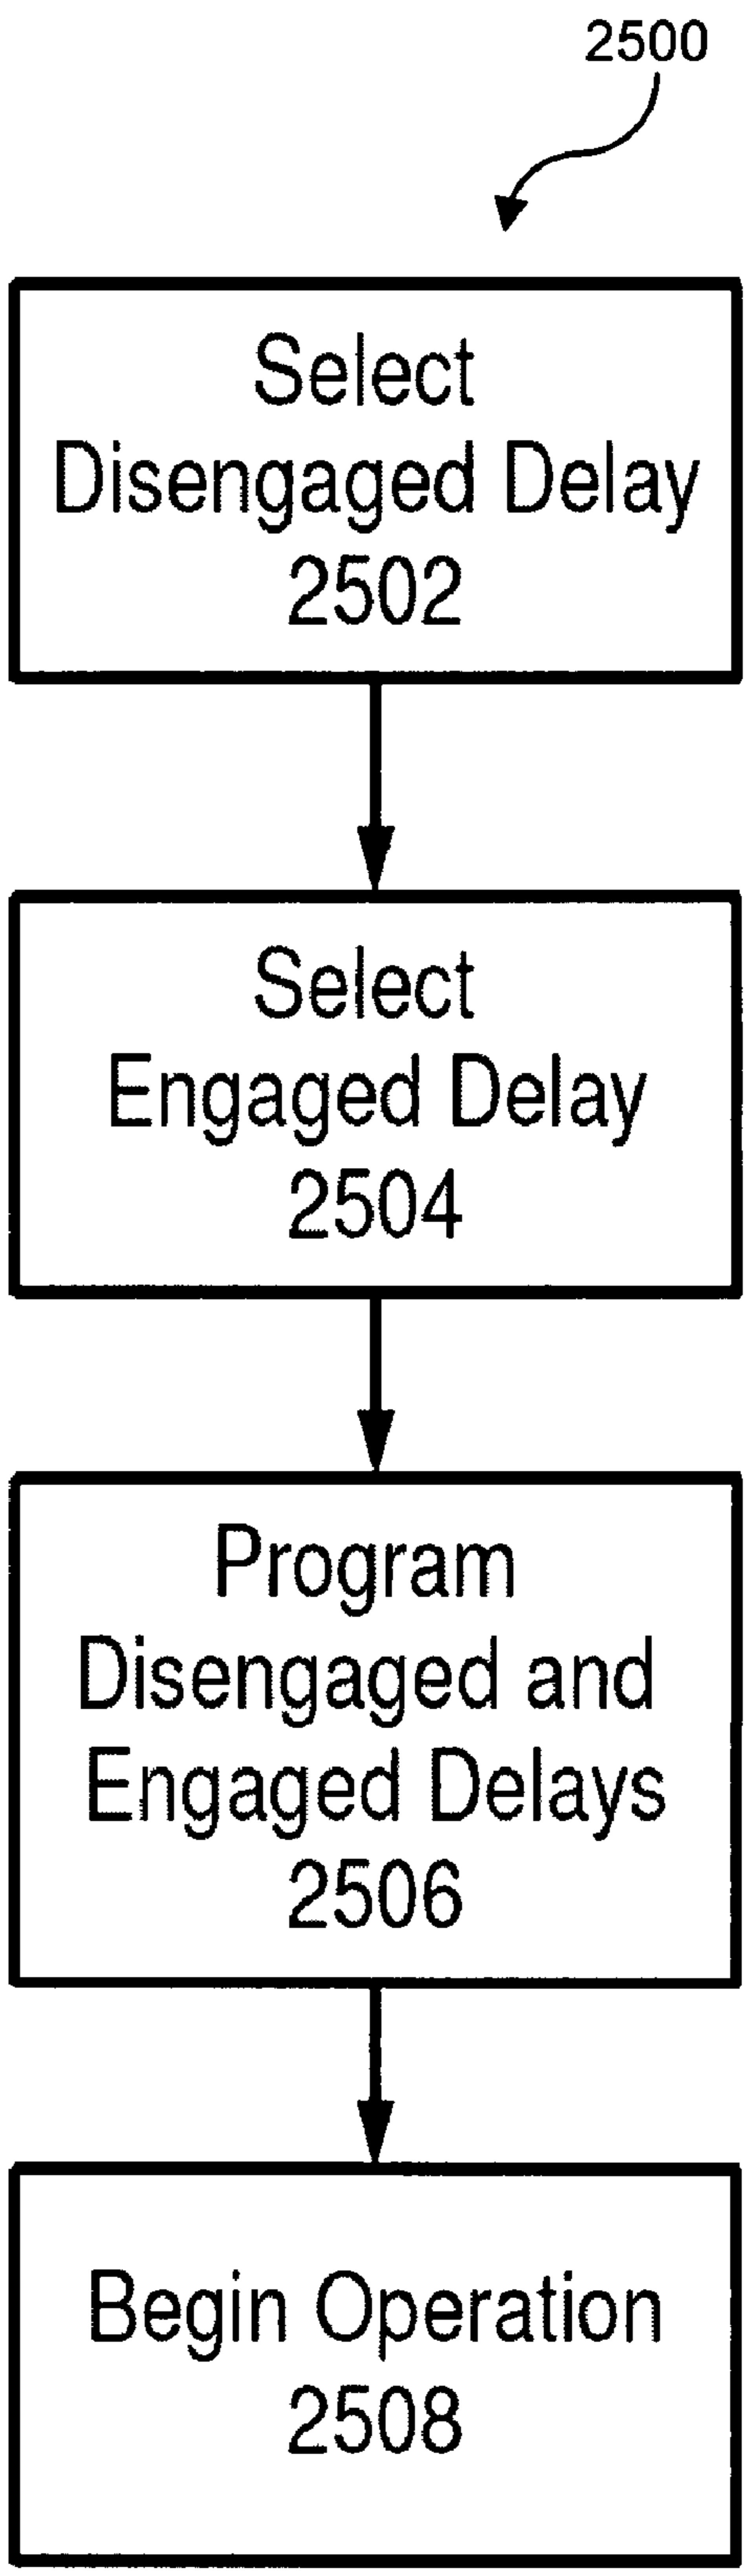 2500
Select
Disengaged Delay
2502
Select
Engaged Delay
2504
Program
Disengaged and
Engaged Delays
2506
Begin Operation
2508